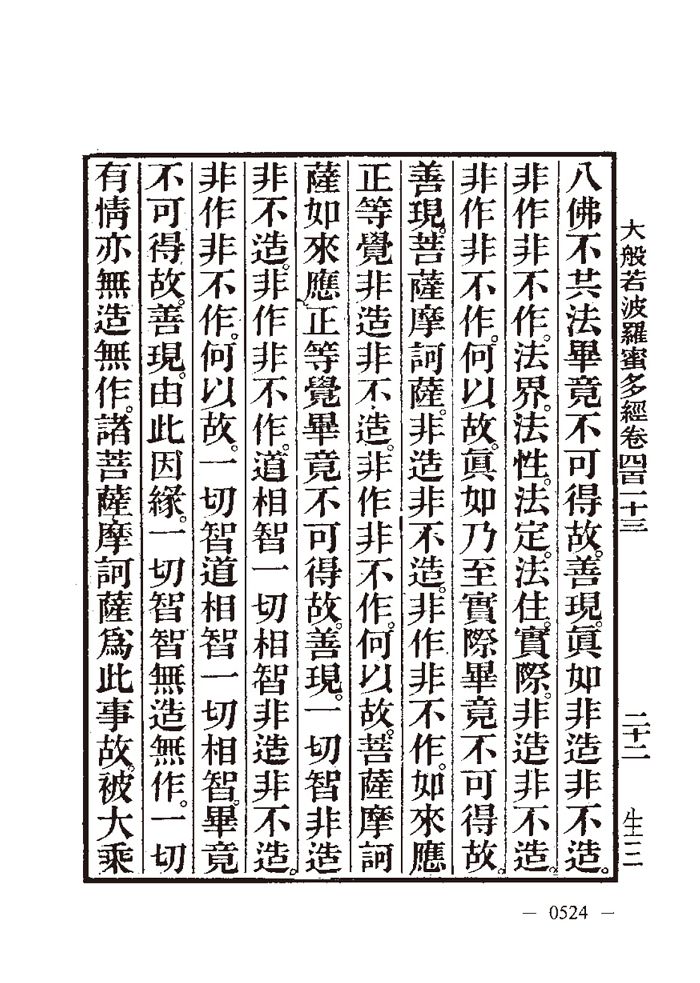 大般若波羅蜜多經卷四百一十三
二十二
生三
八佛不共法畢竟不可得故。善現。眞如非造非不造。
非作非不作。法界。法性。法定。法住。實際。非造非不造。
非作非不作。何以故。眞如乃至實際畢竟不可得故。
善現。菩薩摩訶薩。非造非不造。非作非不作。如來應
正等覺非造非不造。非作非不作。何以故。菩薩摩訶
薩如來應正等覺畢竟不可得故。善現。一切智非造
非不造。非作非不作。道相智一切相智非造非不造。
非作非不作。何以故。一切智道相智一切相智。畢竟
不可得故。善現。由此因緣。一切智智無造無作。一切
有情亦無造無作。諸菩薩摩訶薩爲此事故。被大乘
— 0524 —